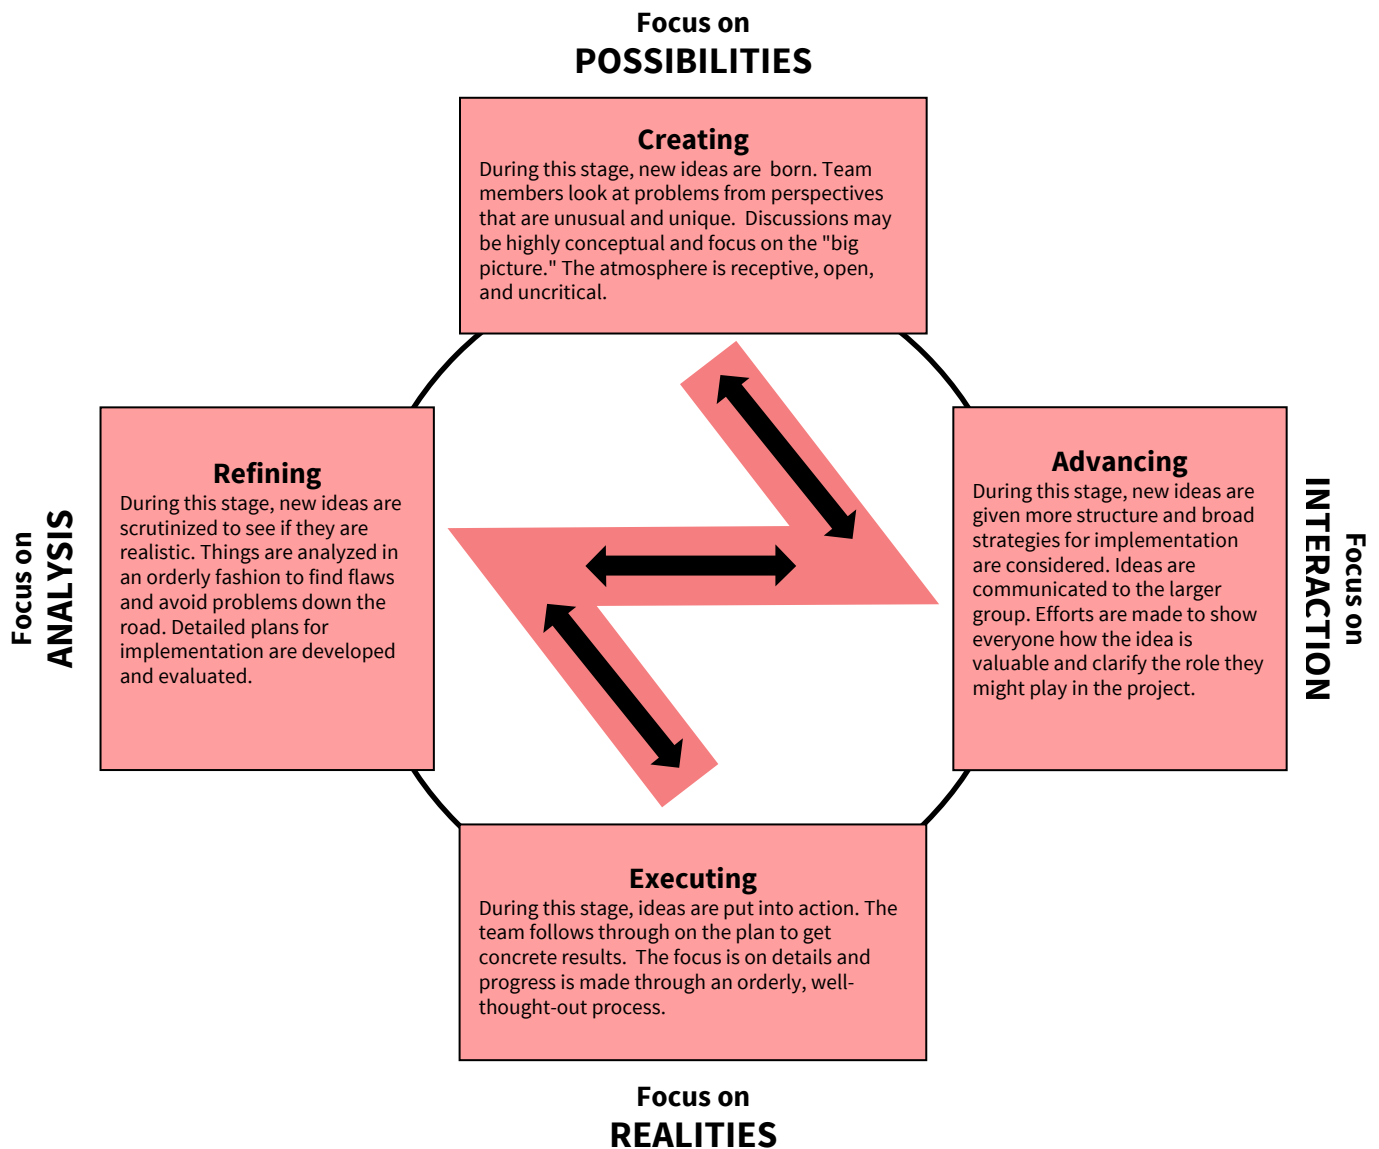 Focus on
POSSIBILITIES
Creating
During this stage, new ideas are  born. Team
members look at problems from perspectives
that are unusual and unique.  Discussions may
be highly conceptual and focus on the "big
picture." The atmosphere is receptive, open,
and uncritical.
Focus on
ANALYSIS
Refining
During this stage, new ideas are
scrutinized to see if they are
realistic. Things are analyzed in
an orderly fashion to find flaws
and avoid problems down the
road. Detailed plans for
implementation are developed
and evaluated.
Advancing
During this stage, new ideas are
given more structure and broad
strategies for implementation
are considered. Ideas are
communicated to the larger
group. Efforts are made to show
everyone how the idea is
valuable and clarify the role they
might play in the project.
Focus on
INTERACTION
Executing
During this stage, ideas are put into action. The
team follows through on the plan to get
concrete results.  The focus is on details and
progress is made through an orderly, well-
thought-out process.
Focus on
REALITIES